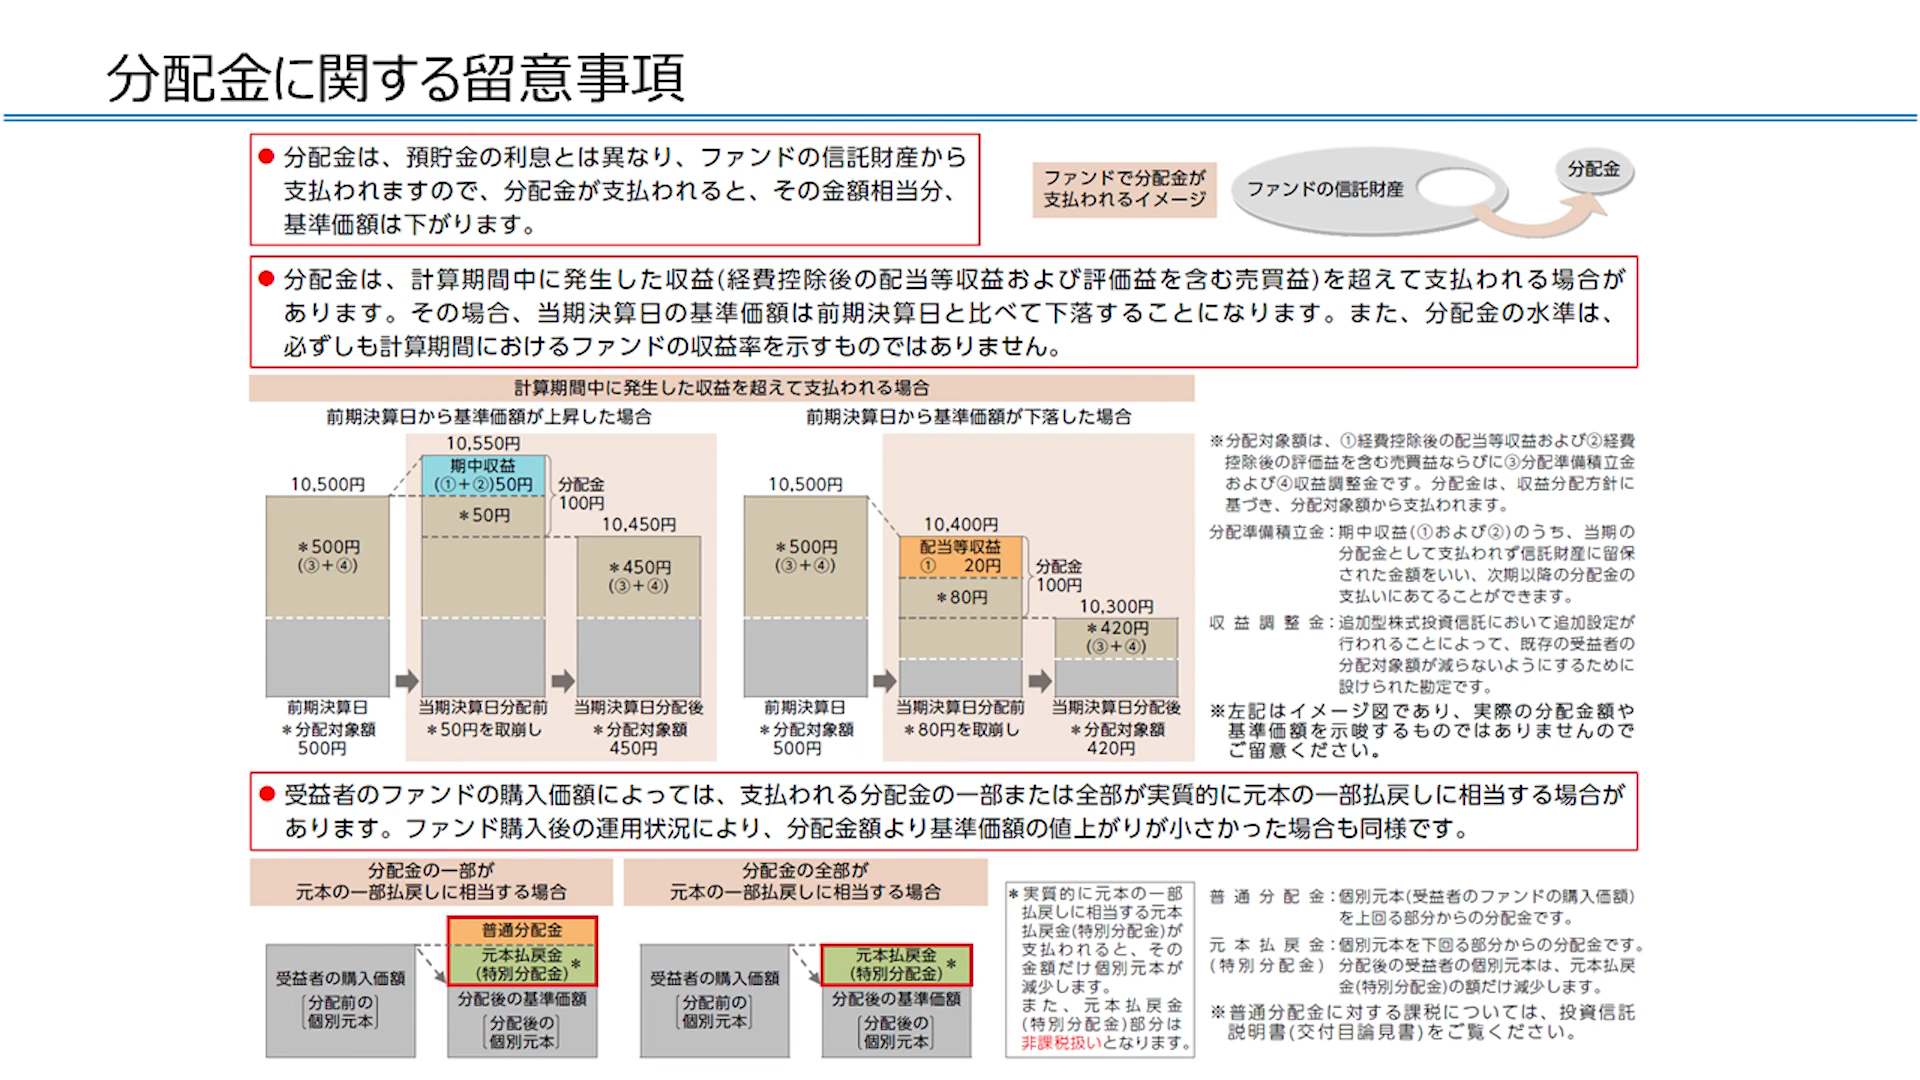 分配金に関する留意事項
● 分配金は、預貯金の利息とは異なり、ファンドの信託財産から
支払われますので、分配金が支払われると、その金額相当分、
基準価額は下がります。
ファンドで分配金が
支払われるイメージ
ファンドの信託財産
分配金
● 分配金は、計算期間中に発生した収益(経費控除後の配当等収益および評価益を含む売買益)を超えて支払われる場合が
あります。その場合、当期決算日の基準価額は前期決算日と比べて下落することになります。また、分配金の水準は、
必ずしも計算期間におけるファンドの収益率を示すものではありません。
計算期間中に発生した収益を超えて支払われる場合
前期決算日から基準価額が上昇した場合
10,500円
＊500円
(③＋④)
前期決算日
＊分配対象額
500円
10,550円
期中収益
(①＋②)50円
＊50円
分配金
100円
当期決算日分配前
＊50円を取崩し
10,450円
＊450円
(③＋④)
当期決算日分配後
＊分配対象額
450円
前期決算日から基準価額が下落した場合
10,500円
＊500円
(③＋④)
前期決算日
＊分配対象額
500円
10,400円
配当等収益
① 20円
＊80円
分配金
100円
当期決算日分配前
＊80円を取崩し
10,300円
＊420円
(③＋④)
当期決算日分配後
＊分配対象額
420円
※分配対象額は、①経費控除後の配当等収益および②経費
控除後の評価益を含む売買益ならびに③分配準備積立金
および④収益調整金です。分配金は、収益分配方針に
基づき、分配対象額から支払われます。
分配準備積立金：期中収益(①および②)のうち、当期の
分配金として支払われず信託財産に留保
された金額をいい、次期以降の分配金の
支払いにあてることができます。
収益調整金：追加型株式投資信託において追加設定が
行われることによって、既存の受益者の
分配対象額が減らないようにするために
設けられた勘定です。
※左記はイメージ図であり、実際の分配金額や
基準価額を示唆するものではありませんので
ご留意ください。
● 受益者のファンドの購入価額によっては、支払われる分配金の一部または全部が実質的に元本の一部払戻しに相当する場合が
あります。ファンド購入後の運用状況により、分配金額より基準価額の値上がりが小さかった場合も同様です。
分配金の一部が
元本の一部払戻しに相当する場合
受益者の購入価額
〔分配前の
個別元本〕
普通分配金
元本払戻金
(特別分配金)＊
分配後の基準価額
〔分配後の
個別元本〕
分配金の全部が
元本の一部払戻しに相当する場合
受益者の購入価額
〔分配前の
個別元本〕
元本払戻金
(特別分配金)＊
分配後の基準価額
〔分配後の
個別元本〕
＊実質的に元本の一部
払戻しに相当する元本
払戻金(特別分配金)が
支払われると、その
金額だけ個別元本が
減少します。
また、元本払戻金
(特別分配金)部分は
非課税扱いとなります。
普通分配金：個別元本(受益者のファンドの購入価額)
を上回る部分からの分配金です。
元本払戻金：個別元本を下回る部分からの分配金です。
(特別分配金) 分配後の受益者の個別元本は、元本払戻
金(特別分配金)の額だけ減少します。
※普通分配金に対する課税については、投資信託
説明書(交付目論見書)をご覧ください。